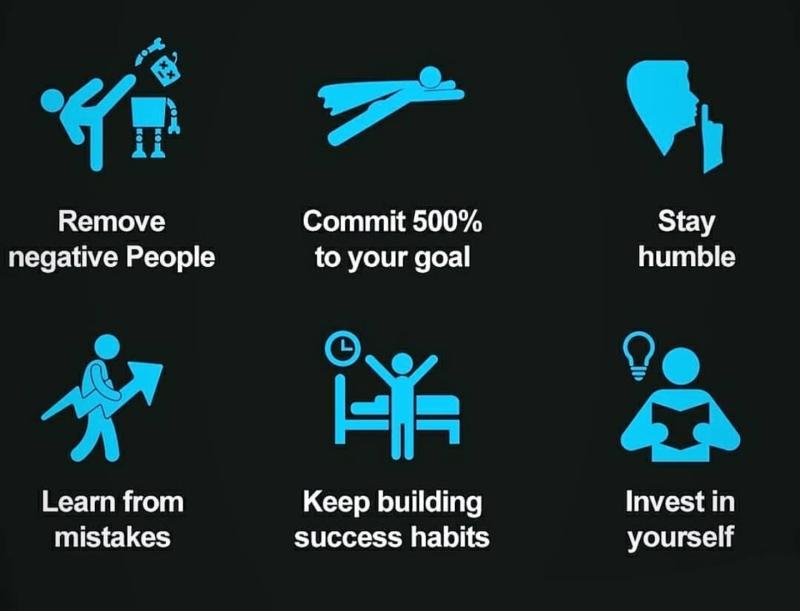 Remove
negative People
Commit 500%
to your goal
Stay
humble
Learn from
mistakes
Keep building
success habits
Invest in
yourself